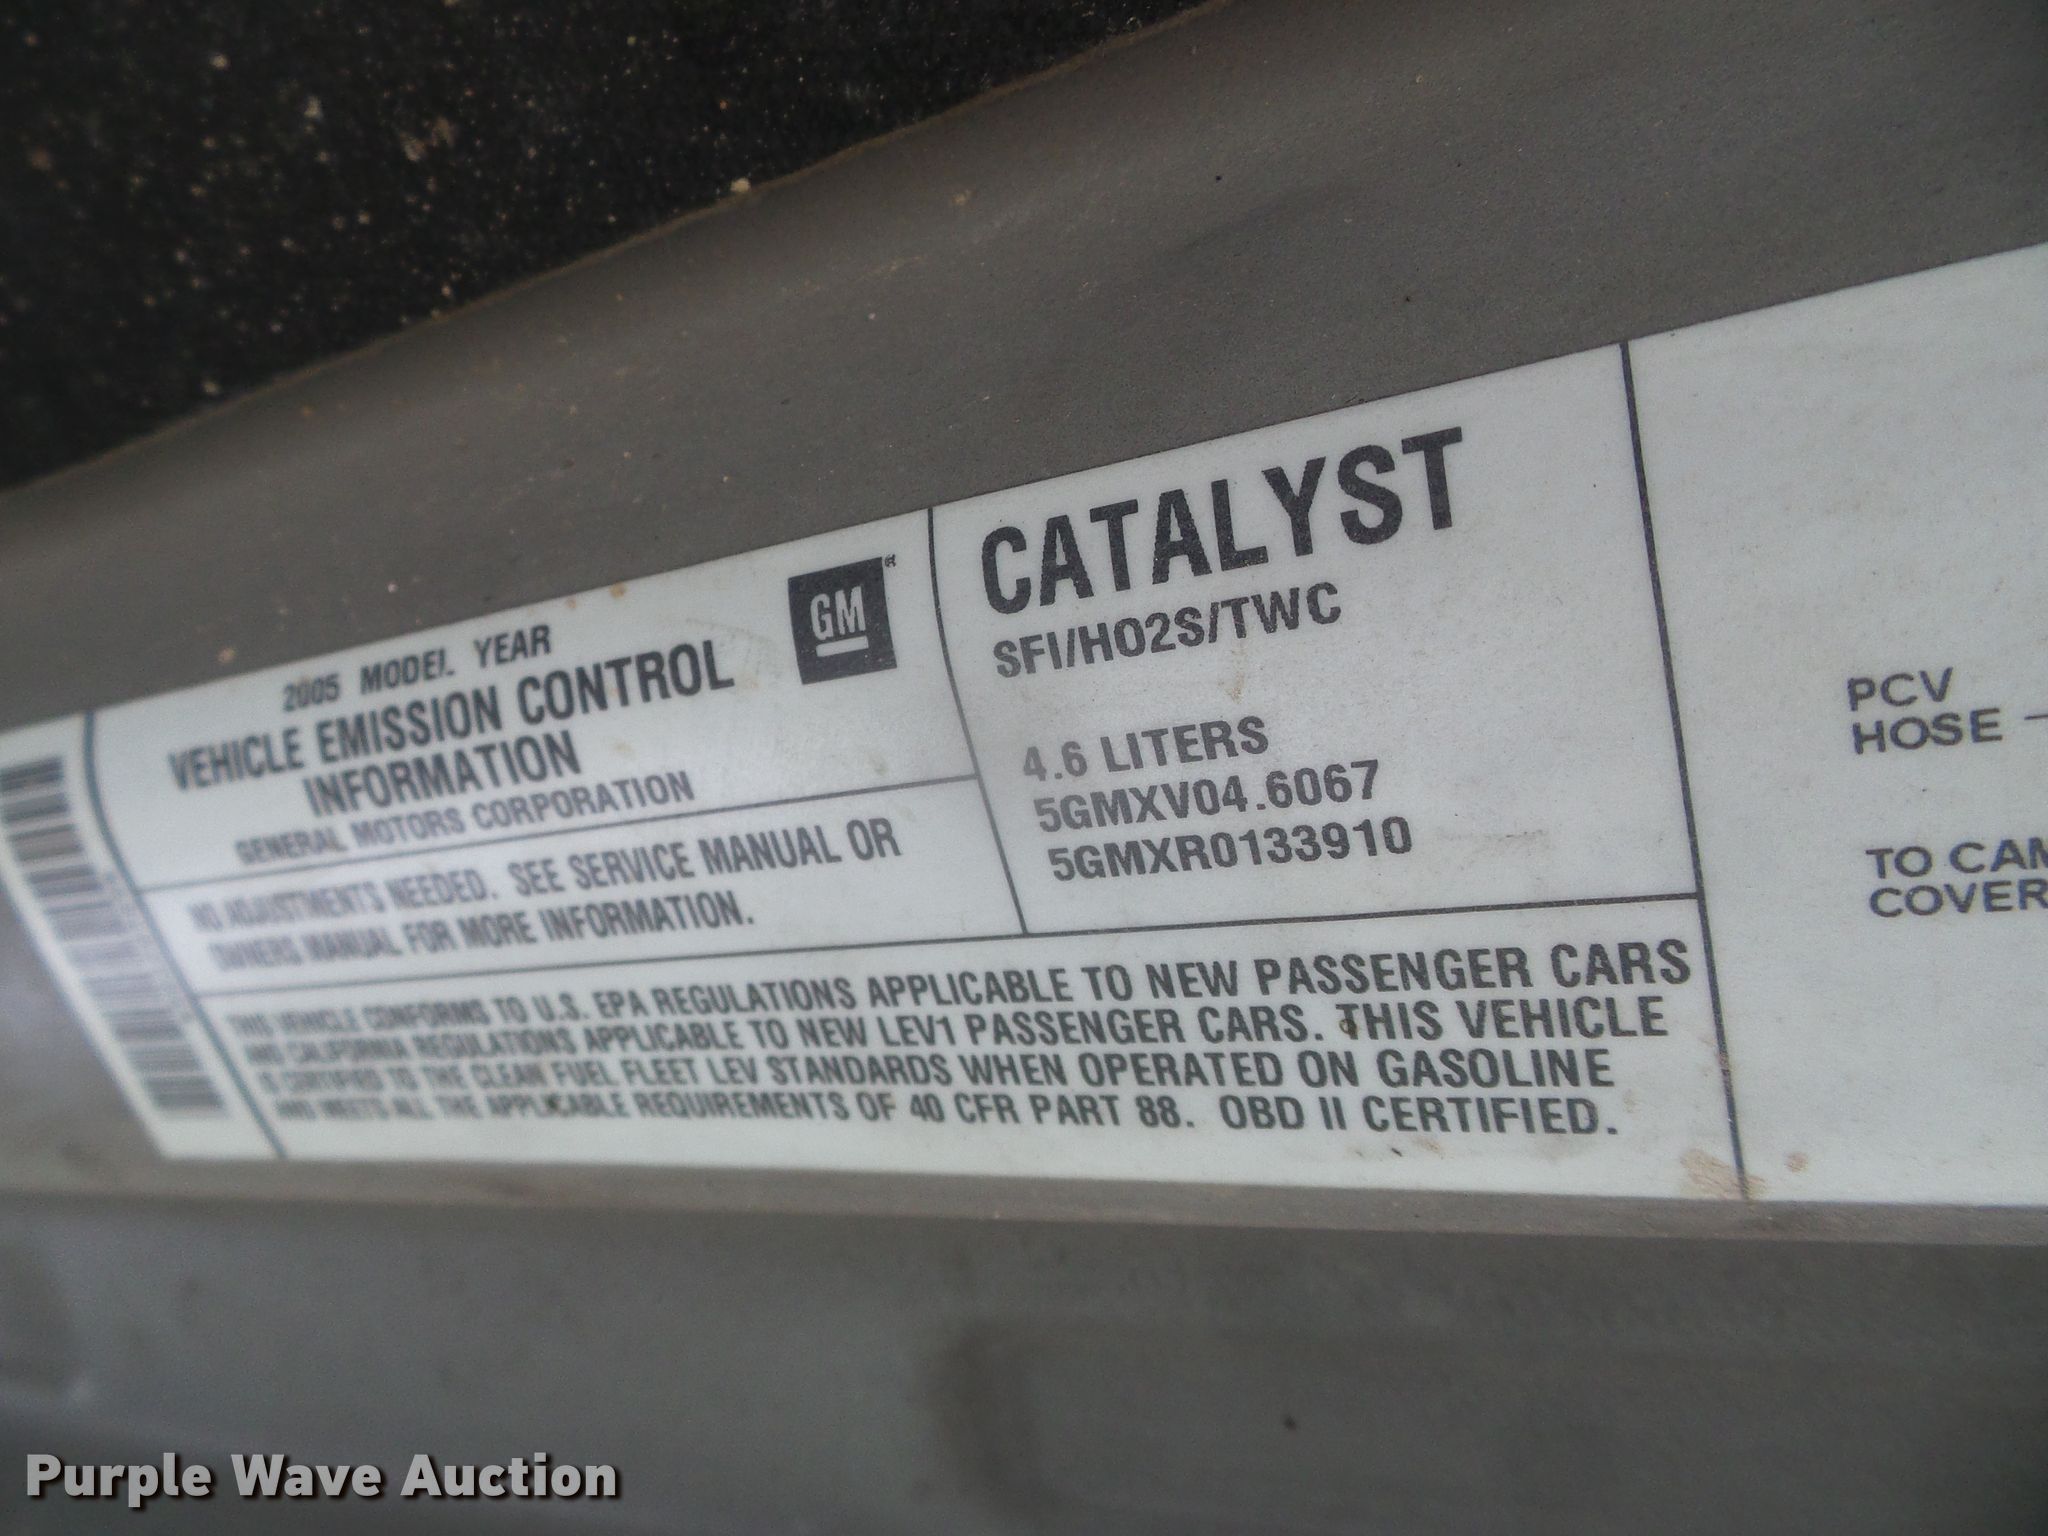 2005 MODEL YEAR
VEHICLE EMISSION CONTROL
INFORMATION
GENERAL MOTORS CORPORATION
GM
NO ADJUSTMENTS NEEDED. SEE SERVICE MANUAL OR
OWNERS MANUAL FOR MORE INFORMATION.
CATALYST
SFI/HO2S/TWC
4.6 LITERS
5GMXV04.6067
5GMXR0133910
THIS VEHICLE CONFORMS TO U.S. EPA REGULATIONS APPLICABLE TO NEW PASSENGER CARS
AND CALIFORNIA REGULATIONS APPLICABLE TO NEW LEV1 PASSENGER CARS. THIS VEHICLE
IS CERTIFIED TO THE CLEAN FUEL FLEET LEV STANDARDS WHEN OPERATED ON GASOLINE
AND MEETS ALL THE APPLICABLE REQUIREMENTS OF 40 CFR PART 88. OBD II CERTIFIED.
PCV
HOSE
TO CAM
COVER
Purple Wave Auction